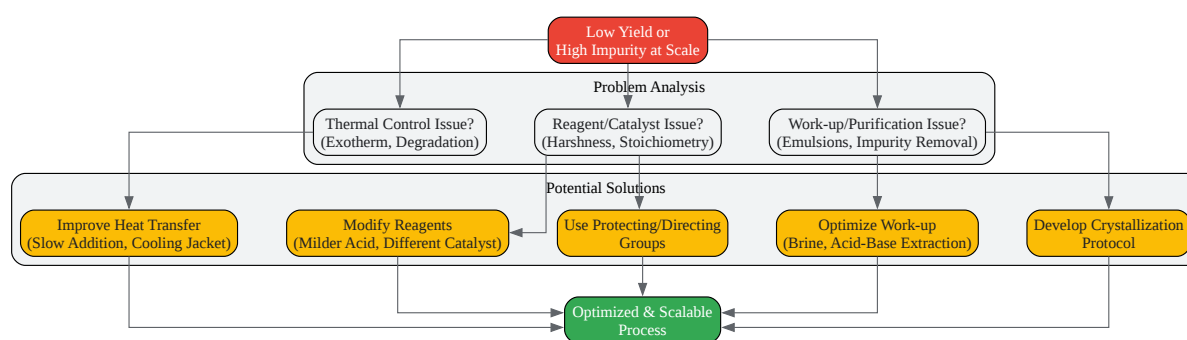 Low Yield or
High Impurity at Scale
Problem Analysis
Thermal Control Issue?
(Exotherm, Degradation)
Reagent/Catalyst Issue?
(Harshness, Stoichiometry)
Work-up/Purification Issue?
(Emulsions, Impurity Removal)
Potential Solutions
Improve Heat Transfer
(Slow Addition, Cooling Jacket)
Modify Reagents
(Milder Acid, Different Catalyst)
Use Protecting/Directing
Groups
Optimize Work-up
(Brine, Acid-Base Extraction)
Develop Crystallization
Protocol
Optimized & Scalable
Process